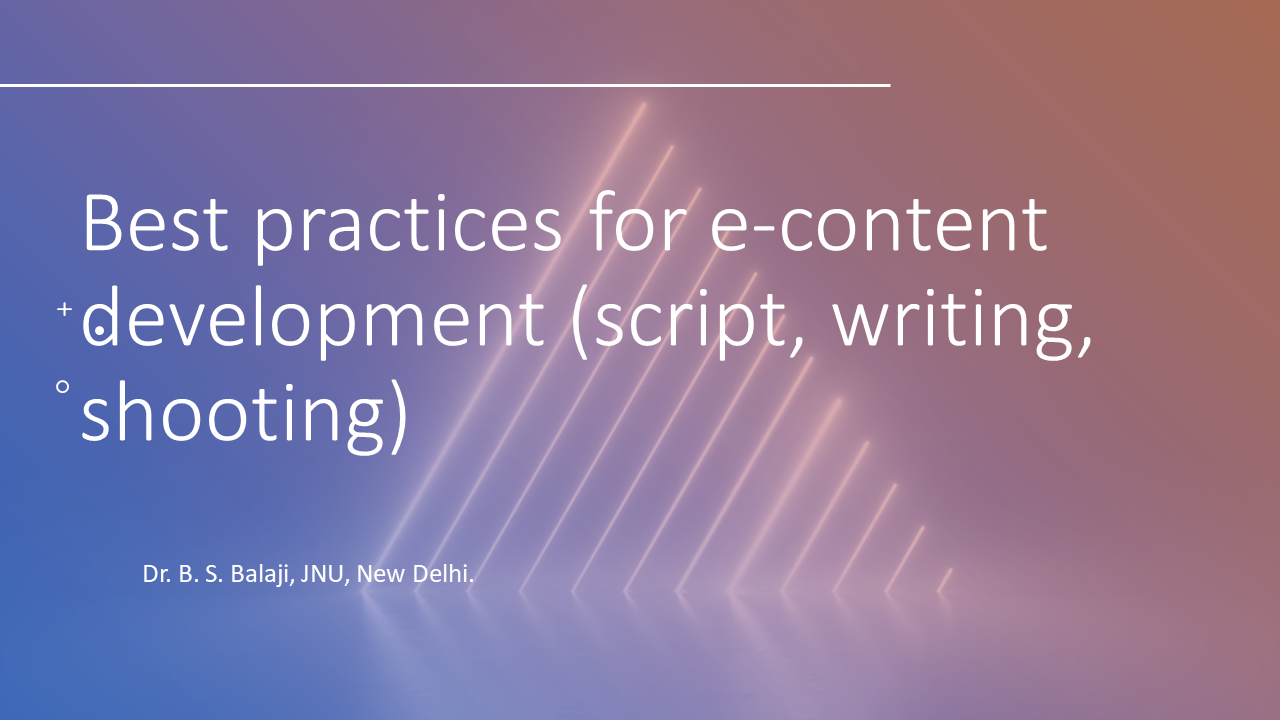 Best practices for e-content
development (script, writing,
shooting)
Dr. B. S. Balaji, JNU, New Delhi.